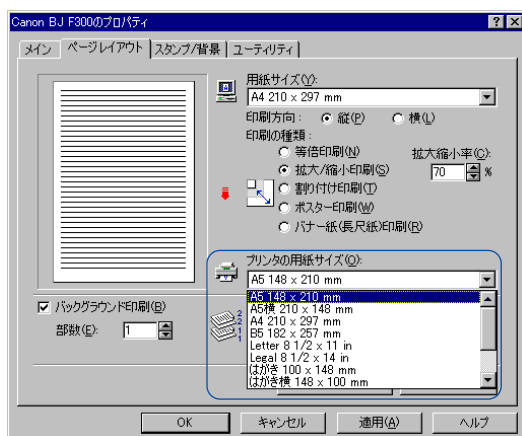 Canon BJ F300のプロパティ
メイン ページレイアウト スタンプ/背景 ユーティリティ
用紙サイズ(Y):
A4 210 x 297 mm
印刷方向: 縦(P) 横(L)
印刷の種類:
等倍印刷(N) 拡大縮小率(C):
拡大/縮小印刷(S) 70 %
割り付け印刷(T)
ポスター印刷(W)
バナー紙(長尺紙)印刷(R)
プリンタの用紙サイズ(O):
A5 148 x 210 mm
A5 148 x 210 mm
A5横 210 x 148 mm
A4 210 x 297 mm
B5 182 x 257 mm
Letter 8 1/2 x 11 in
Legal 8 1/2 x 14 in
はがき 100 x 148 mm
はがき横 148 x 100 mm
バックグラウンド印刷(B)
部数(E): 1
2
2
1
1
OK キャンセル 適用(A) ヘルプ